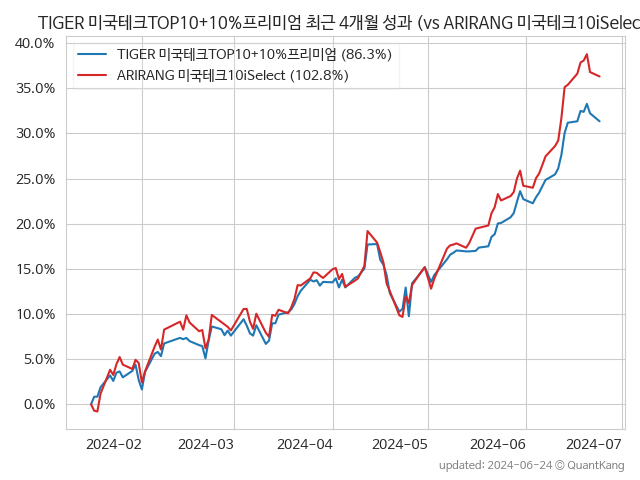 TIGER 미국테크TOP10+10%프리미엄 최근 4개월 성과 (vs ARIRANG 미국테크10iSelec
40.0%
35.0%
30.0%
25.0%
20.0%
15.0%
10.0%
5.0%
0.0%
TIGER 미국테크TOP10+10%프리미엄 (86.3%)
ARIRANG 미국테크10iSelect (102.8%)
2024-02 2024-03 2024-04 2024-05 2024-06 2024-07
updated: 2024-06-24 © QuantKang